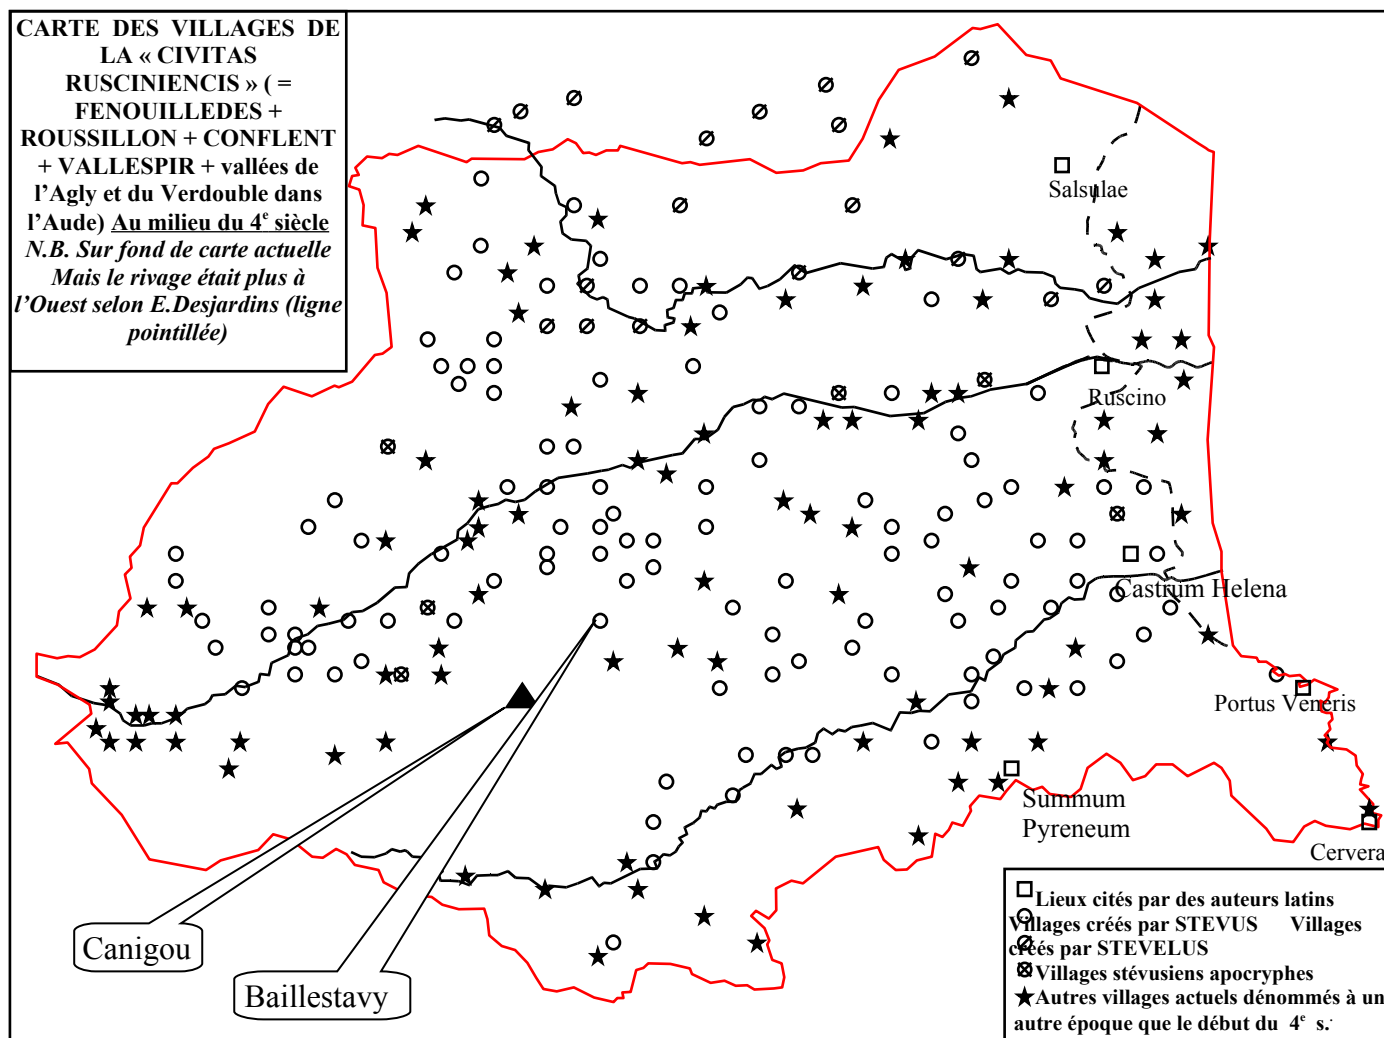 CARTE DES VILLAGES DE
LA « CIVITAS
RUSCINIENCIS » ( =
FENOUILLEDES +
ROUSSILLON + CONFLENT
+ VALLESPIR + vallées de
l'Agly et du Verdouble dans
l'Aude) Au milieu du 4e siècle
N.B. Sur fond de carte actuelle
Mais le rivage était plus à
l'Ouest selon E.Desjardins (ligne
pointillée)
Salsulae
Ruscino
Castrum Helena
Portus Veneris
Summum
Pyreneum
Cervera
Canigou
Baillestavy
Lieux cités par des auteurs latins
Villages créés par STEVUS Villages
créés par STEVELUS
Villages stévusiens apocryphes
Autres villages actuels dénommés à un
autre époque que le début du 4e s.